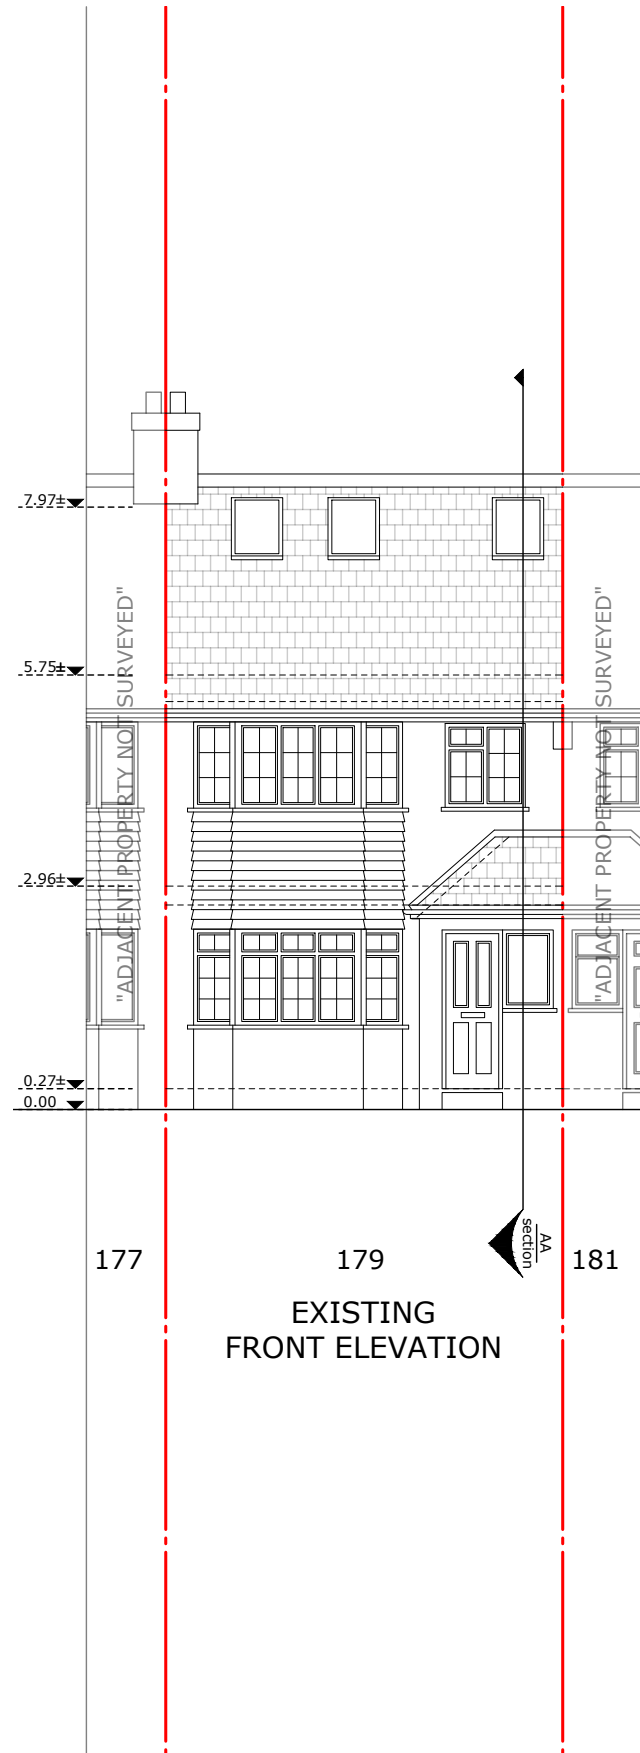 7.97±
"ADJACENT PROPERTY NOT SURVEYED"
"ADJACENT PROPERTY NOT SURVEYED"
5.75±
2.96±
0.27±
0.00
AA
section
177
179
181
EXISTING
FRONT ELEVATION